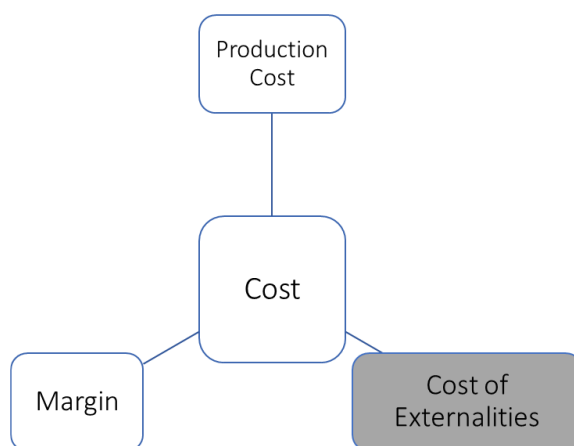 Production
Cost
Cost
Margin
Cost of
Externalities